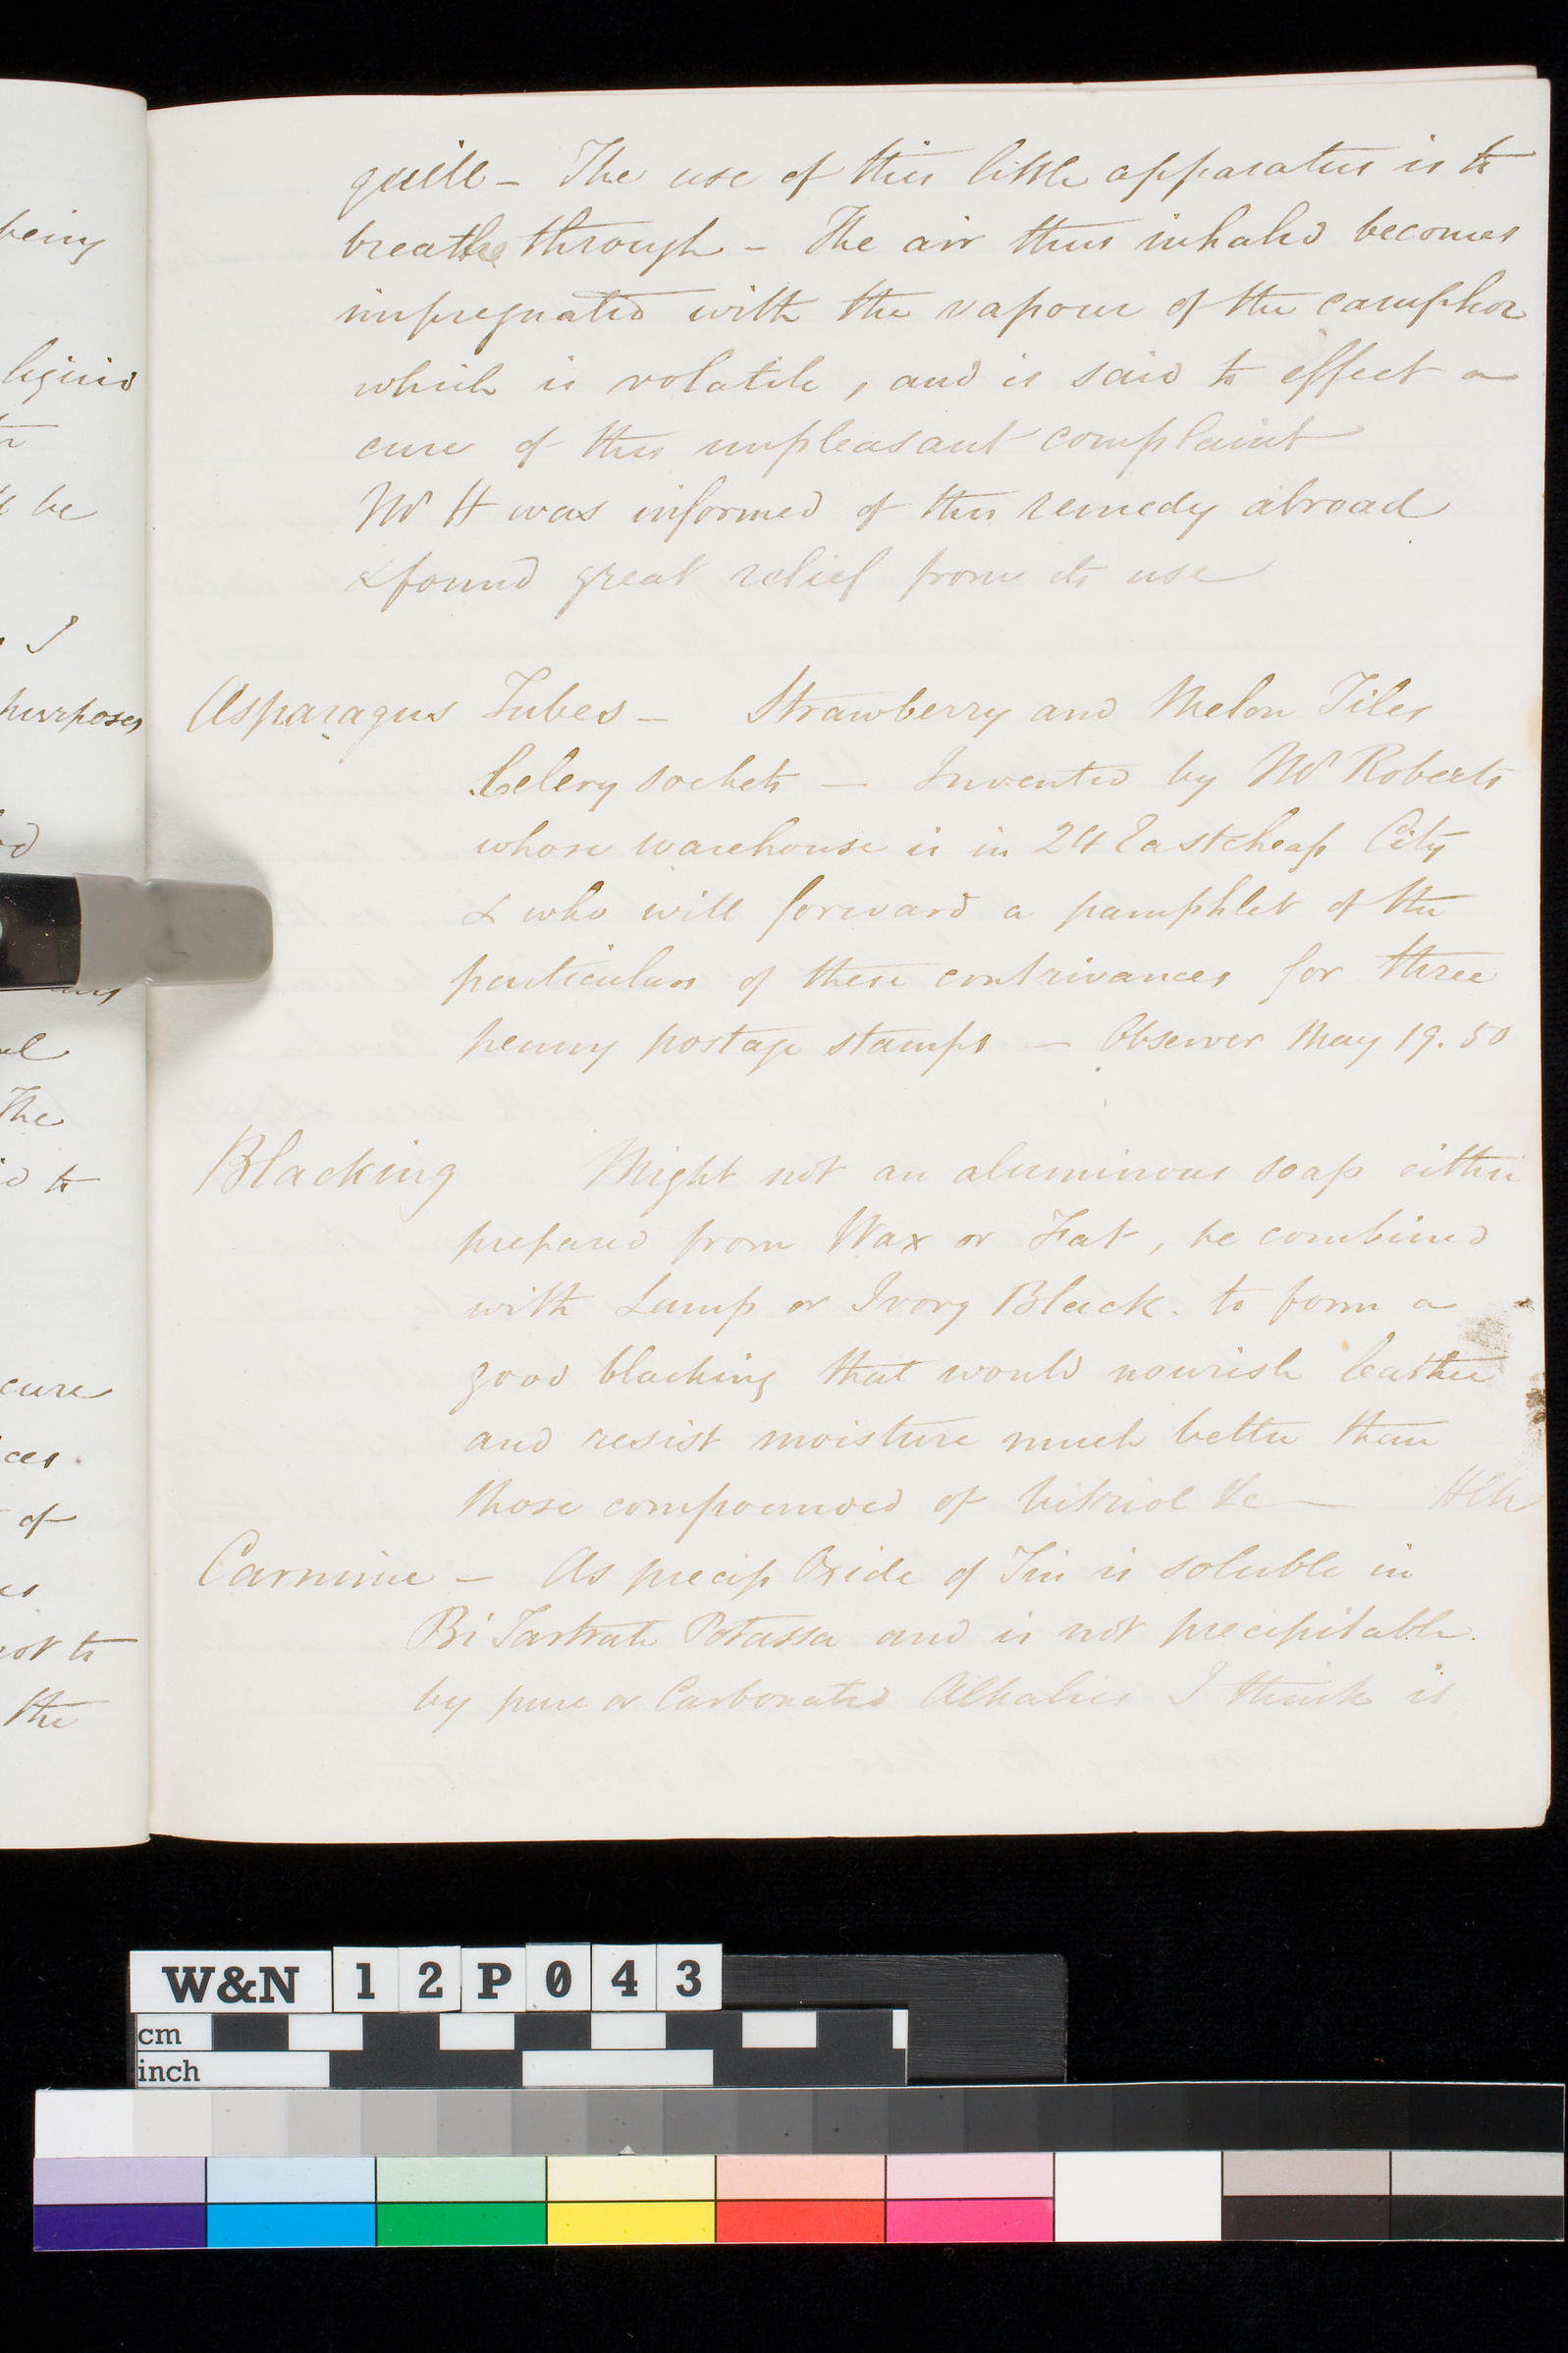 quill - The use of this little apparatus is to
breathe through - The air thus inhaled becomes
impregnated with the vapour of the camphor
which is volatile, and is said to effect a
cure of this unpleasant complaint
Mr H was informed of this remedy abroad
& found great relief from its use
Asparagus Tubes - Strawberry and Melon Tiles
Celery sockets - Invented by Mr Roberts
whose warehouse is in 24 Eastcheap City
& who will forward a pamphlet of the
particulars of these contrivances for three
penny postage stamps - Observer May 19. 50
Blacking Might not an aluminous soap either
prepared from Wax or Fat, be combined
with Lamp or Ivory Black. to form a
good blacking that would nourish leather
and resist moisture much better than
those compounded of Vitriol &c -
Carmine - As precip Oxide of Tin is soluble in
Bi Tartrate Potassa and is not precipitable
by pure or Carbonated Alkalies I think is
being
liquid
be
I
purposes
The
to
cure
of
not to
the
W&N 12P043
cm
inch